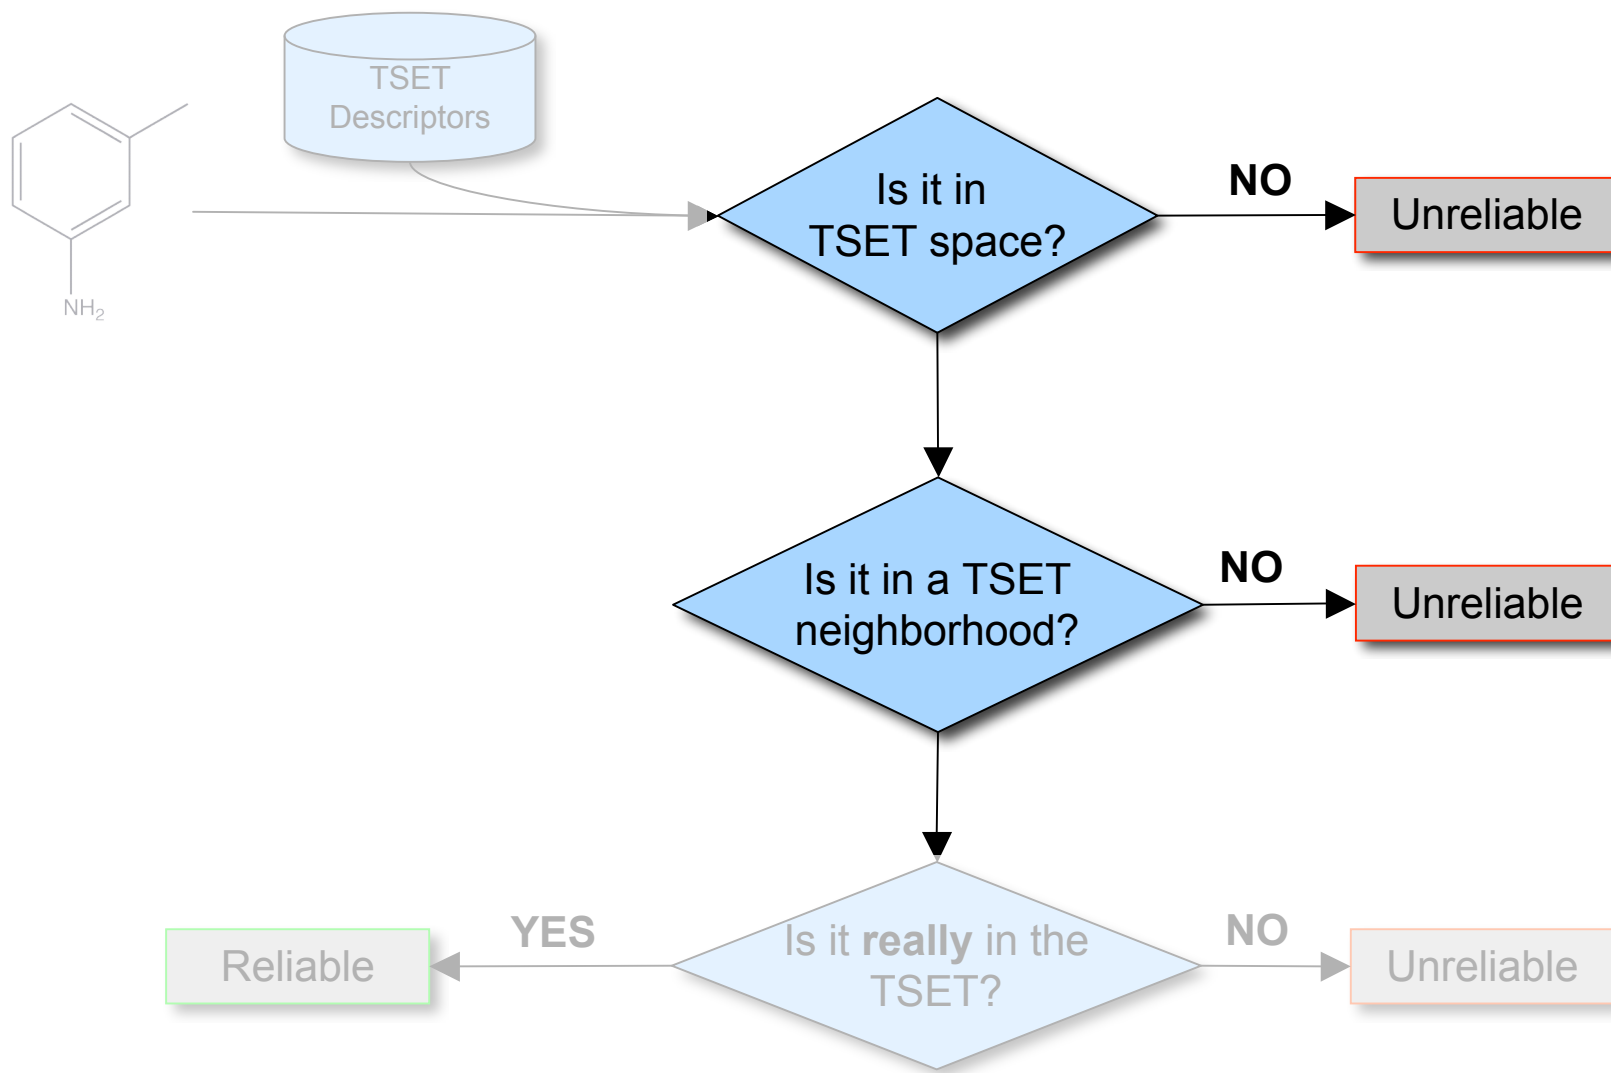 TSET
Descriptors
NH₂
Is it in
TSET space?
NO
Unreliable
Is it in a TSET
neighborhood?
NO
Unreliable
Is it really in the
TSET?
YES
Reliable
NO
Unreliable